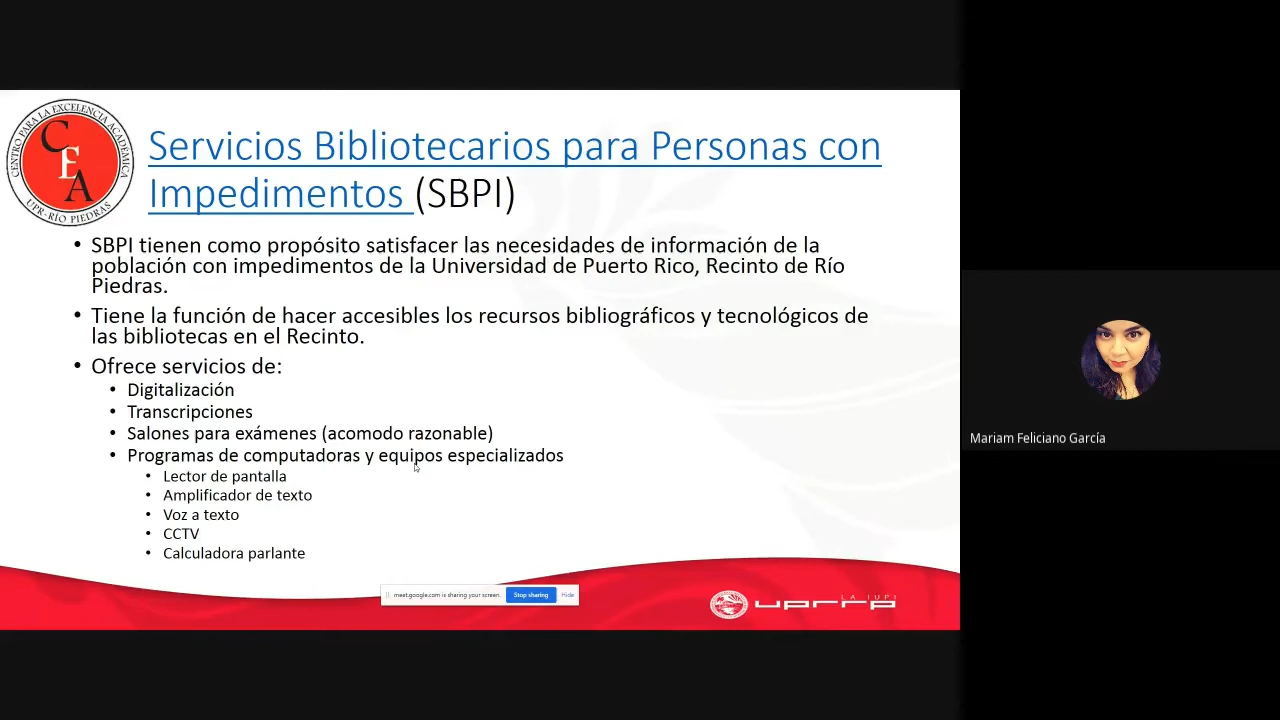 CENTRO PARA LA EXCELENCIA ACADÉMICA
CEA
UPR-RÍO PIEDRAS
Servicios Bibliotecarios para Personas con
Impedimentos (SBPI)
• SBPI tienen como propósito satisfacer las necesidades de información de la
población con impedimentos de la Universidad de Puerto Rico, Recinto de Río
Piedras.
• Tiene la función de hacer accesibles los recursos bibliográficos y tecnológicos de
las bibliotecas en el Recinto.
• Ofrece servicios de:
• Digitalización
• Transcripciones
• Salones para exámenes (acomodo razonable)
• Programas de computadoras y equipos especializados
• Lector de pantalla
• Amplificador de texto
• Voz a texto
• CCTV
• Calculadora parlante
Mariam Feliciano García
meet.google.com is sharing your screen. Stop sharing Hide
LA IUPI
uprrp